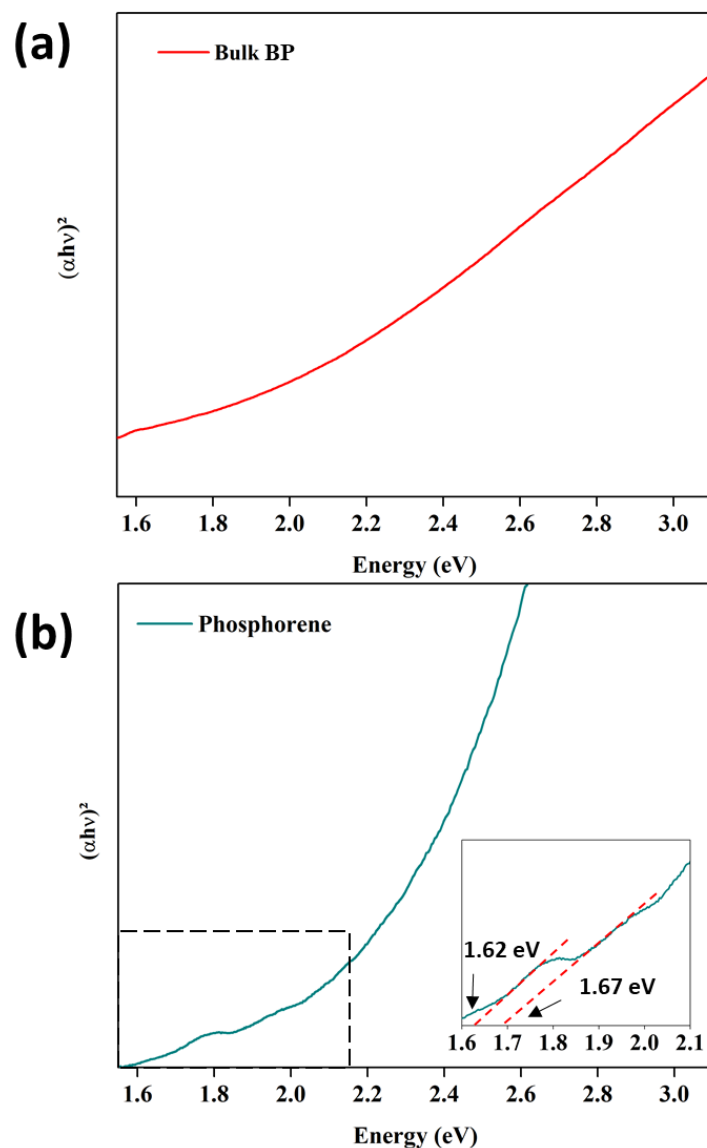 (a)
Bulk BP
(αhν)²
1.6 1.8 2.0 2.2 2.4 2.6 2.8 3.0
Energy (eV)
(b)
Phosphorene
(αhν)²
1.62 eV
1.67 eV
1.6 1.7 1.8 1.9 2.0 2.1
1.6 1.8 2.0 2.2 2.4 2.6 2.8 3.0
Energy (eV)